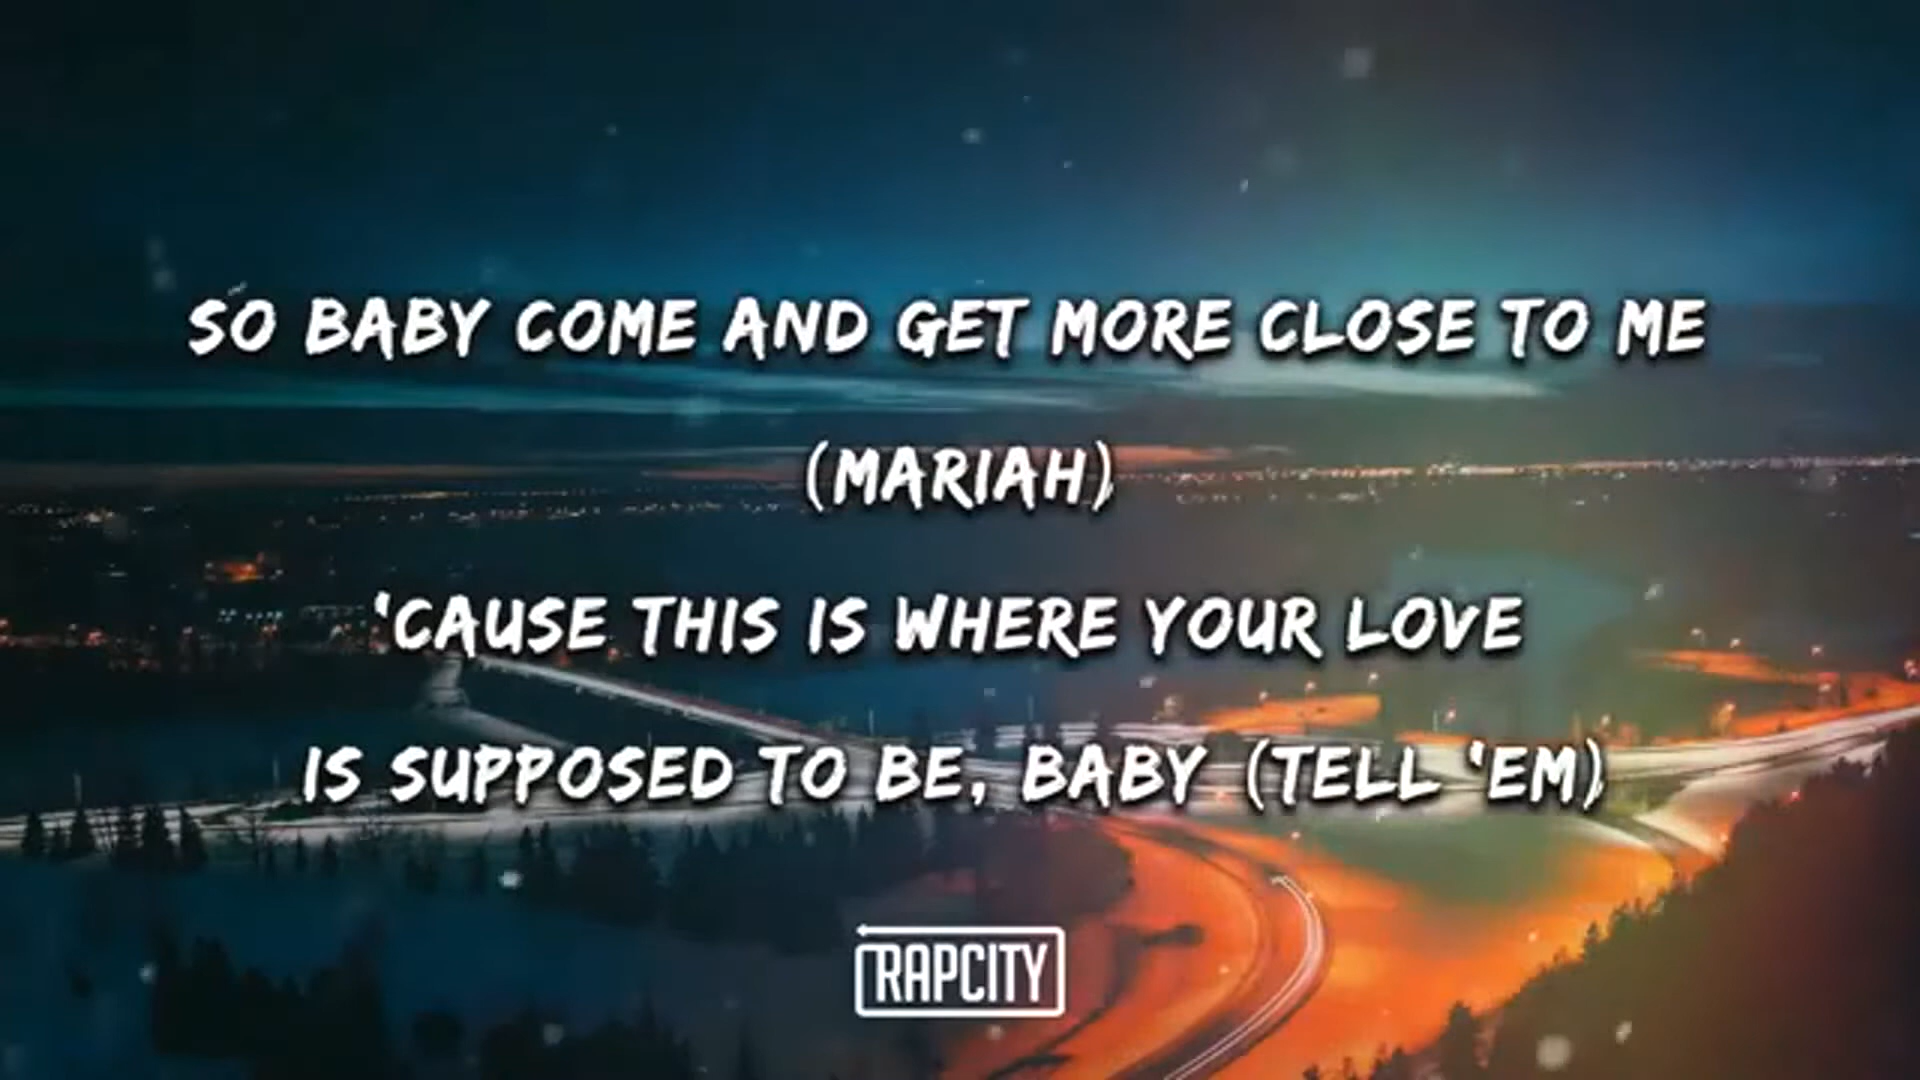 SO BABY COME AND GET MORE CLOSE TO ME
(MARIAH)
'CAUSE THIS IS WHERE YOUR LOVE
IS SUPPOSED TO BE, BABY (TELL 'EM)
RAPCITY